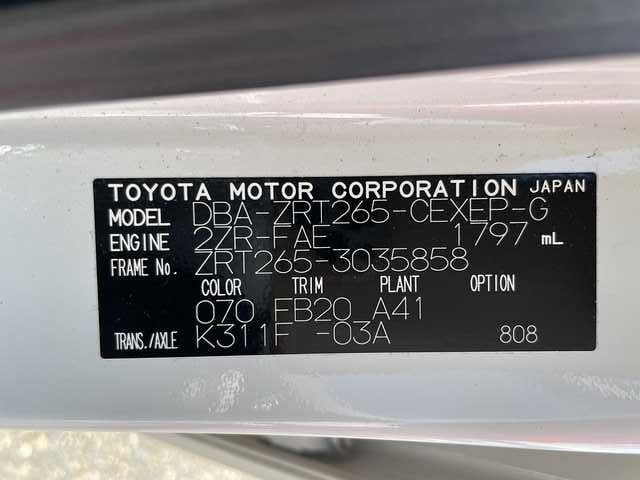 TOYOTA MOTOR CORPORATION JAPAN
MODEL DBA-ZRT265-CEXEP-G
ENGINE 2ZR-FAE 1797 mL
FRAME No. ZRT265-3035858
COLOR TRIM PLANT OPTION
070 FB20 A41
TRANS./AXLE K311F -03A 808